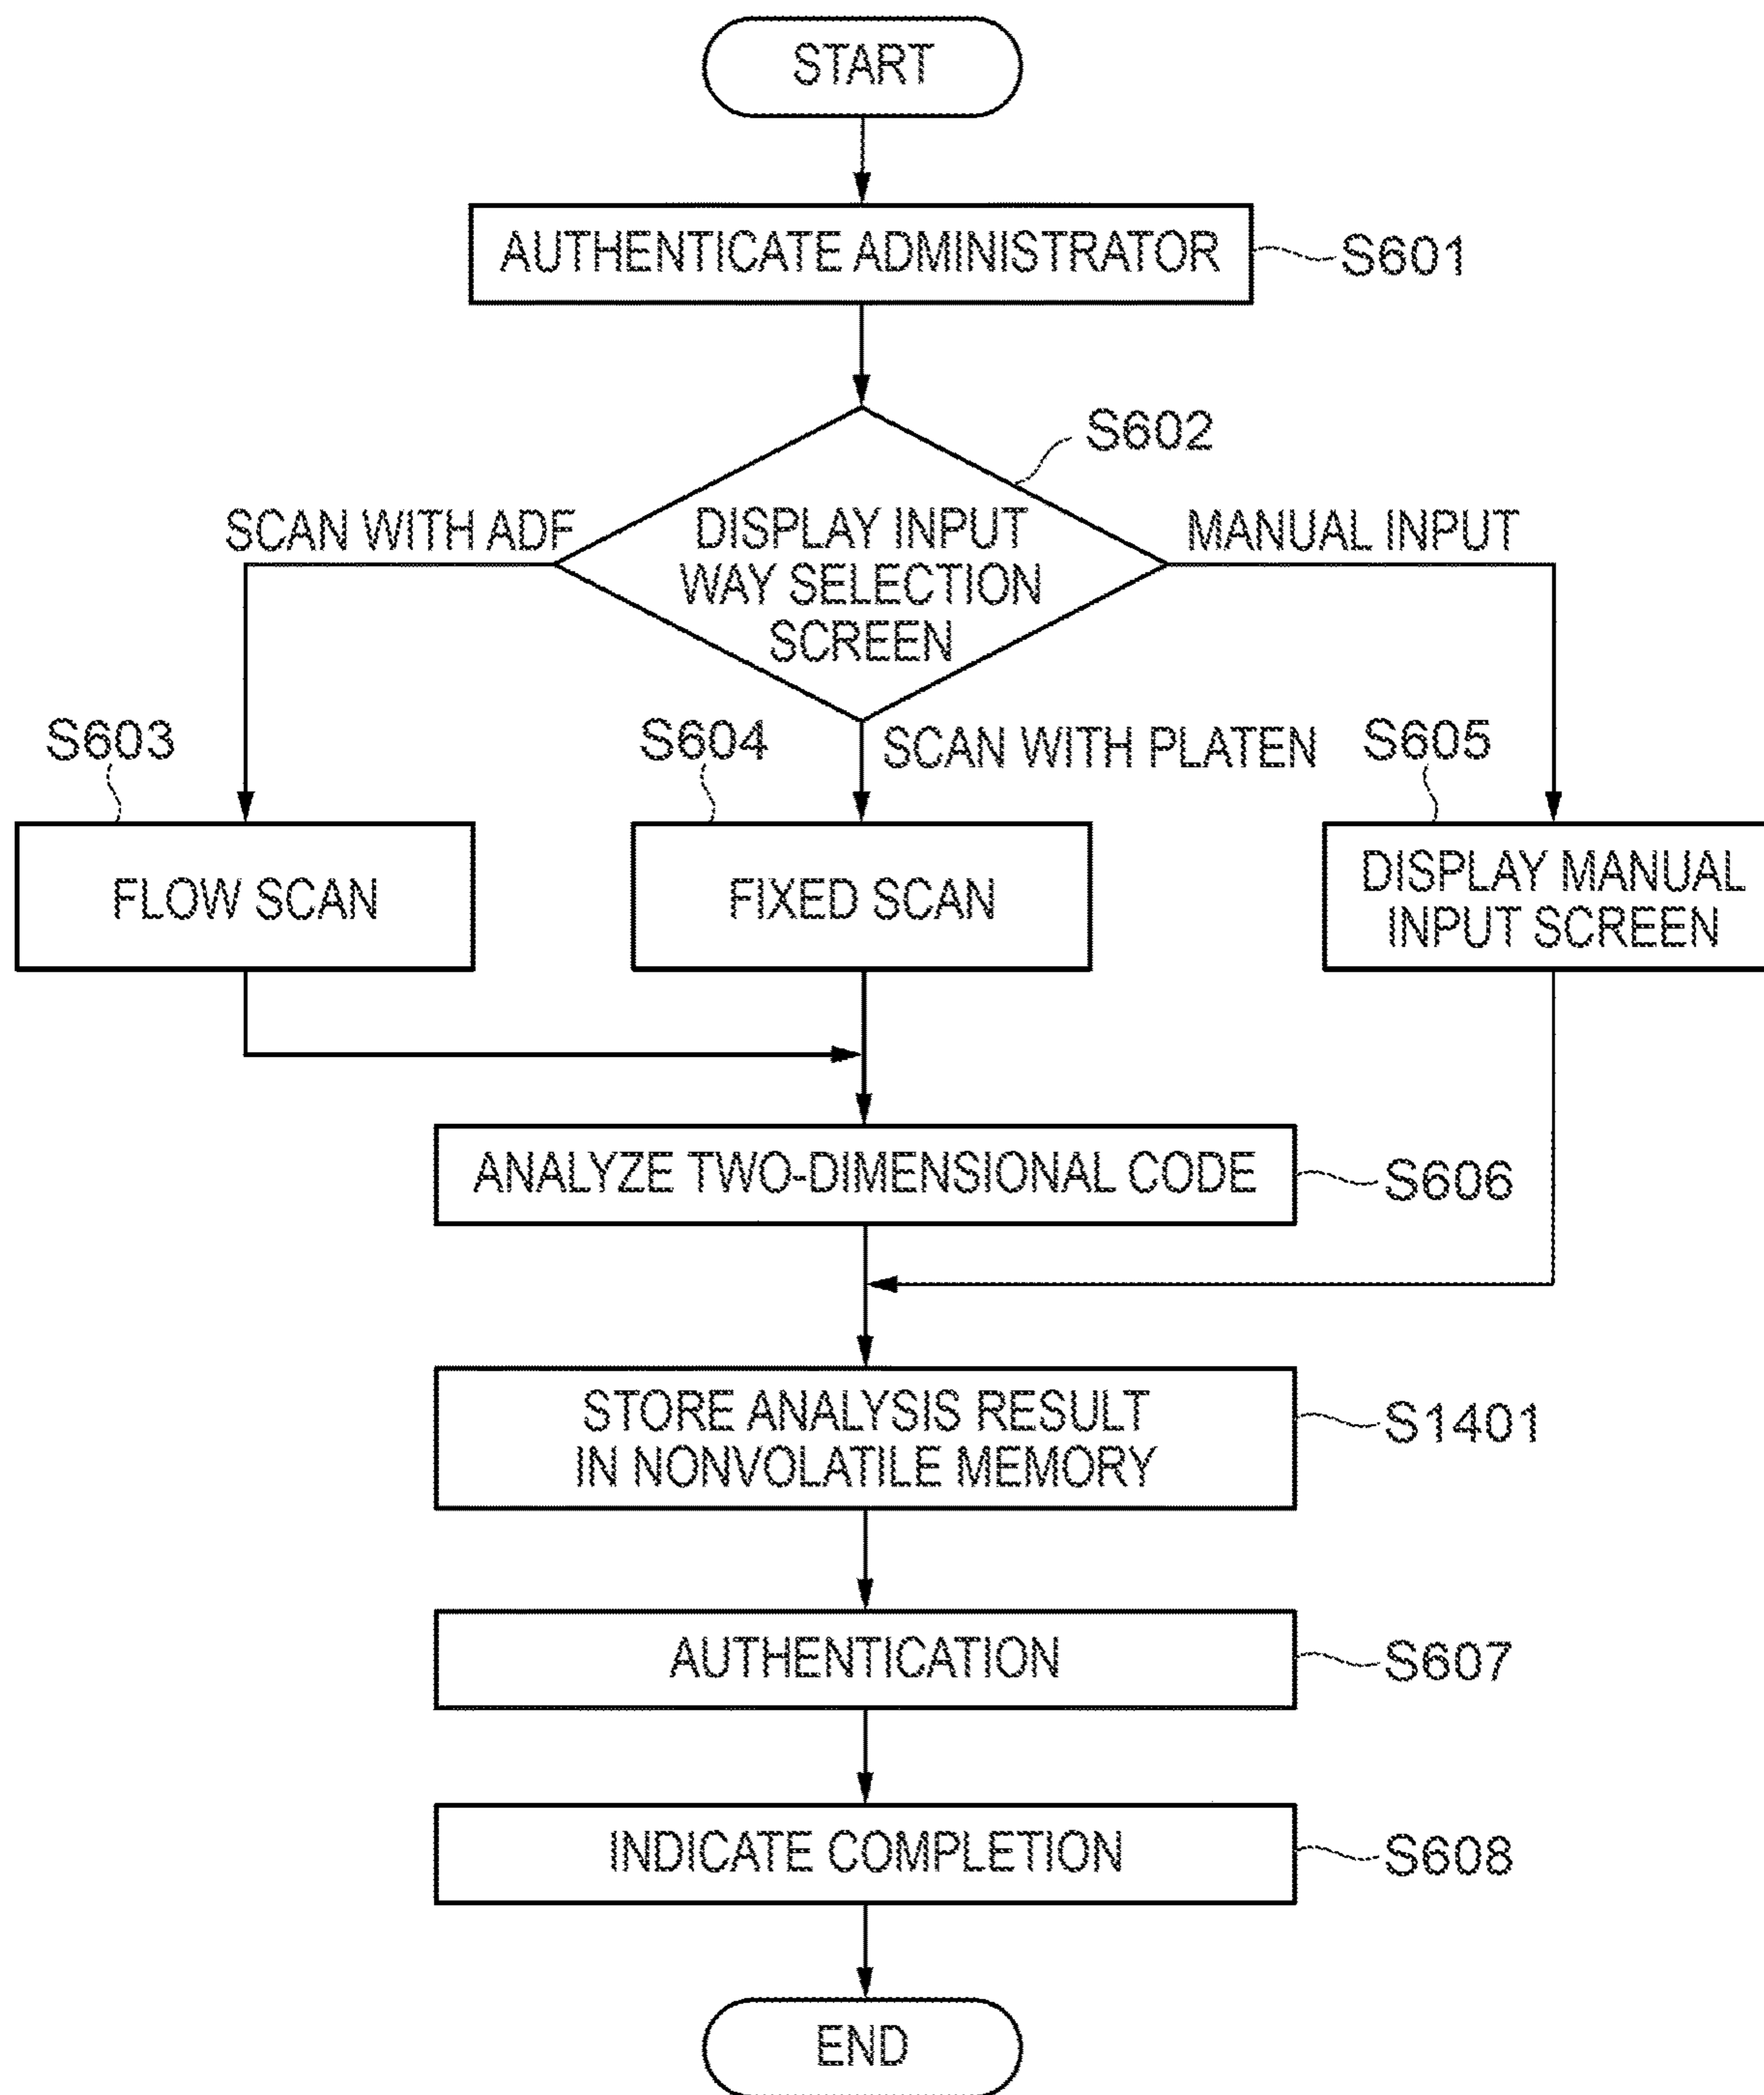 START
AUTHENTICATE ADMINISTRATOR
S601
S602
SCAN WITH ADF
DISPLAY INPUT
WAY SELECTION
SCREEN
MANUAL INPUT
S603
S604
SCAN WITH PLATEN
S605
FLOW SCAN
FIXED SCAN
DISPLAY MANUAL
INPUT SCREEN
ANALYZE TWO-DIMENSIONAL CODE
S606
STORE ANALYSIS RESULT
IN NONVOLATILE MEMORY
S1401
AUTHENTICATION
S607
INDICATE COMPLETION
S608
END